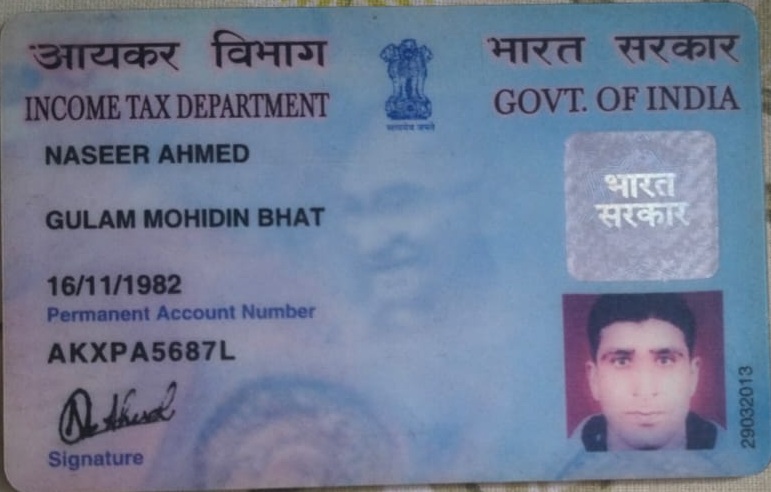 आयकर विभाग
INCOME TAX DEPARTMENT
सत्यमेव जयते
भारत सरकार
GOVT. OF INDIA
NASEER AHMED
GULAM MOHIDIN BHAT
16/11/1982
Permanent Account Number
AKXPA5687L
Signature
भारत
सरकार
29032013